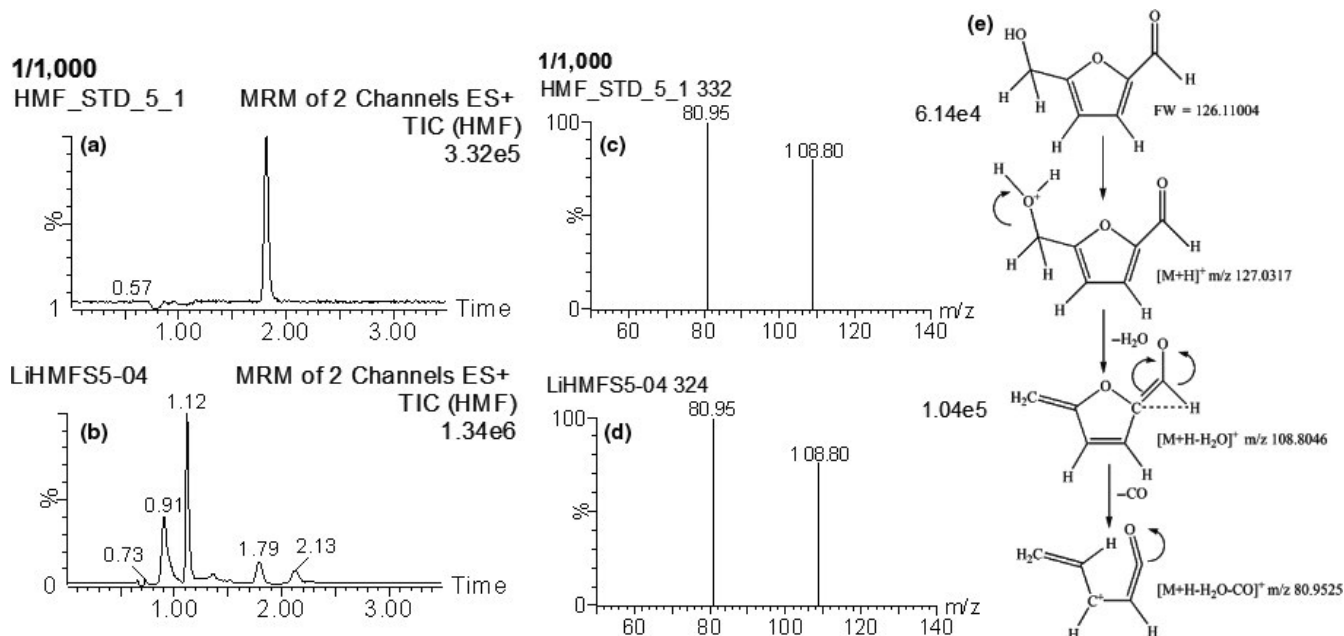 1/1,000
HMF_STD_5_1
MRM of 2 Channels ES+
TIC (HMF)
3.32e5
(a)
%
0.57
1
1.00
2.00
3.00
Time
LiHMFS5-04
MRM of 2 Channels ES+
TIC (HMF)
1.34e6
(b)
1.12
%
0.91
0.73
1.79
2.13
0
1.00
2.00
3.00
Time
1/1,000
HMF_STD_5_1 332
6.14e4
80.95
100
(c)
1 08.80
%
0
60
80
100
120
140
m/z
LiHMFS5-04 324
1.04e5
80.95
100
(d)
1 08.80
%
0
60
80
100
120
140
m/z
(e)
HO
O
O
H
H
H
H
H
FW = 126.11004
H
H
O+
O
O
H
H
H
H
H
[M+H]+ m/z 127.0317
–H2O
O
O
H2C
C
H
H
H
[M+H-H2O]+ m/z 108.8046
–CO
O
H2C
H
C+
H
H
[M+H-H2O-CO]+ m/z 80.9525